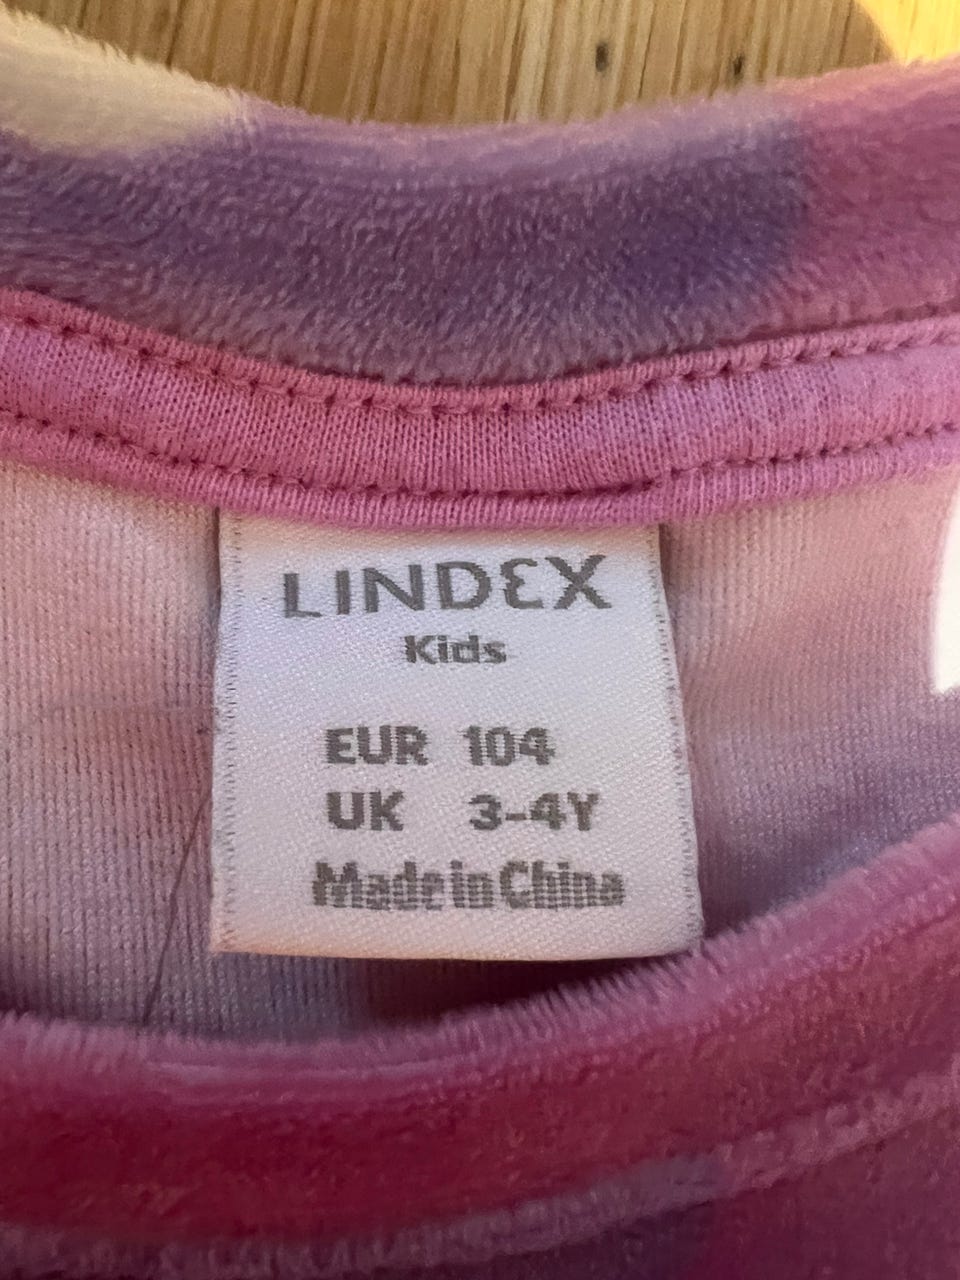 LINDEX
Kids
EUR 104
UK 3-4Y
Made in China